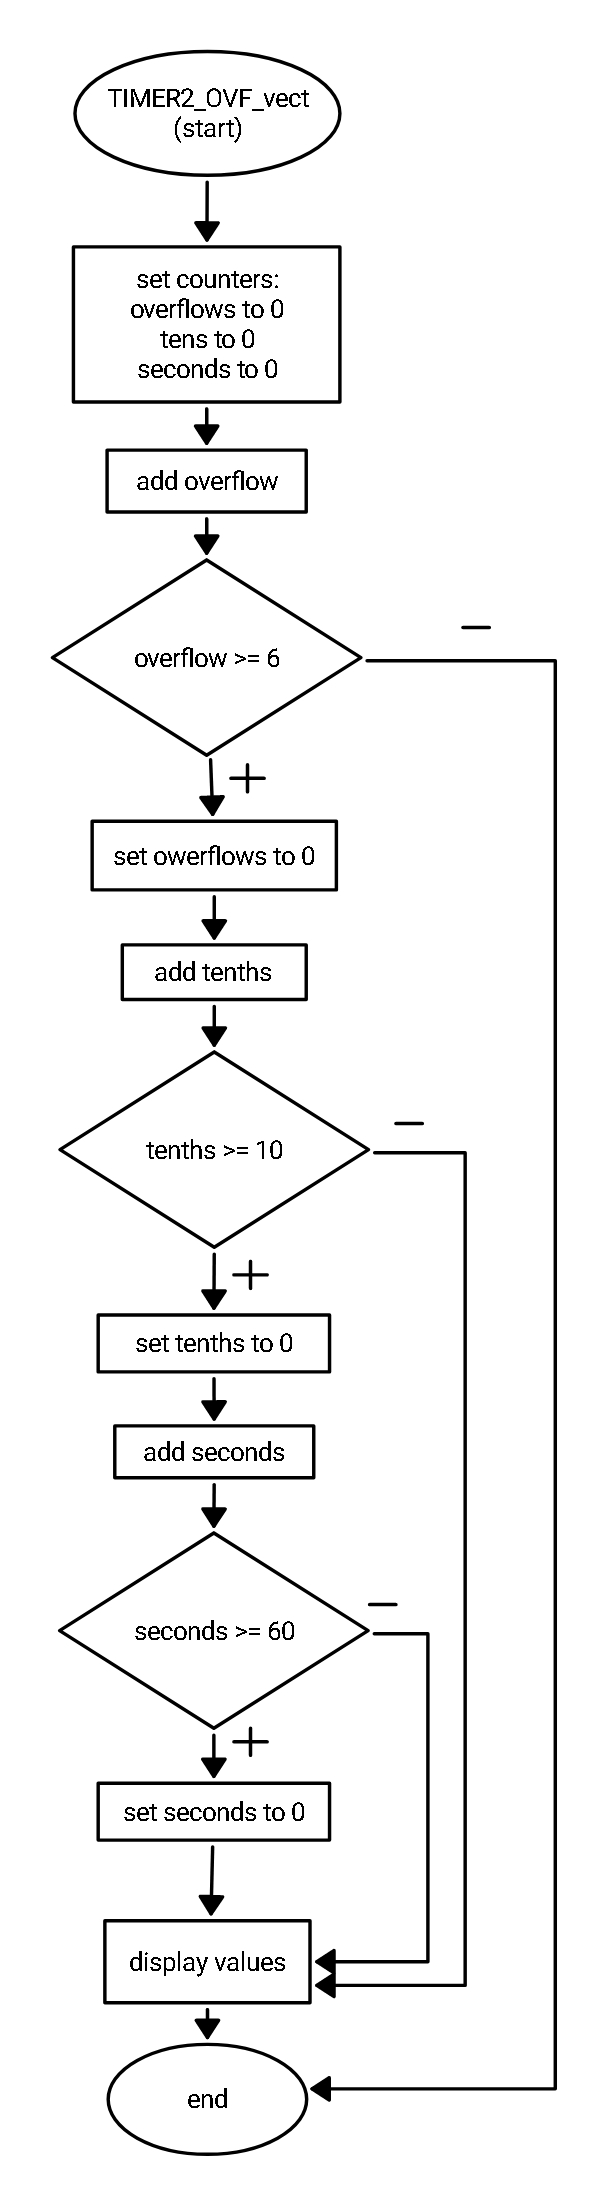 TIMER2_OVF_vect
(start)
set counters:
overflows to 0
tens to 0
seconds to 0
add overflow
overflow >= 6
−
+
set owerflows to 0
add tenths
tenths >= 10
−
+
set tenths to 0
add seconds
seconds >= 60
−
+
set seconds to 0
display values
end